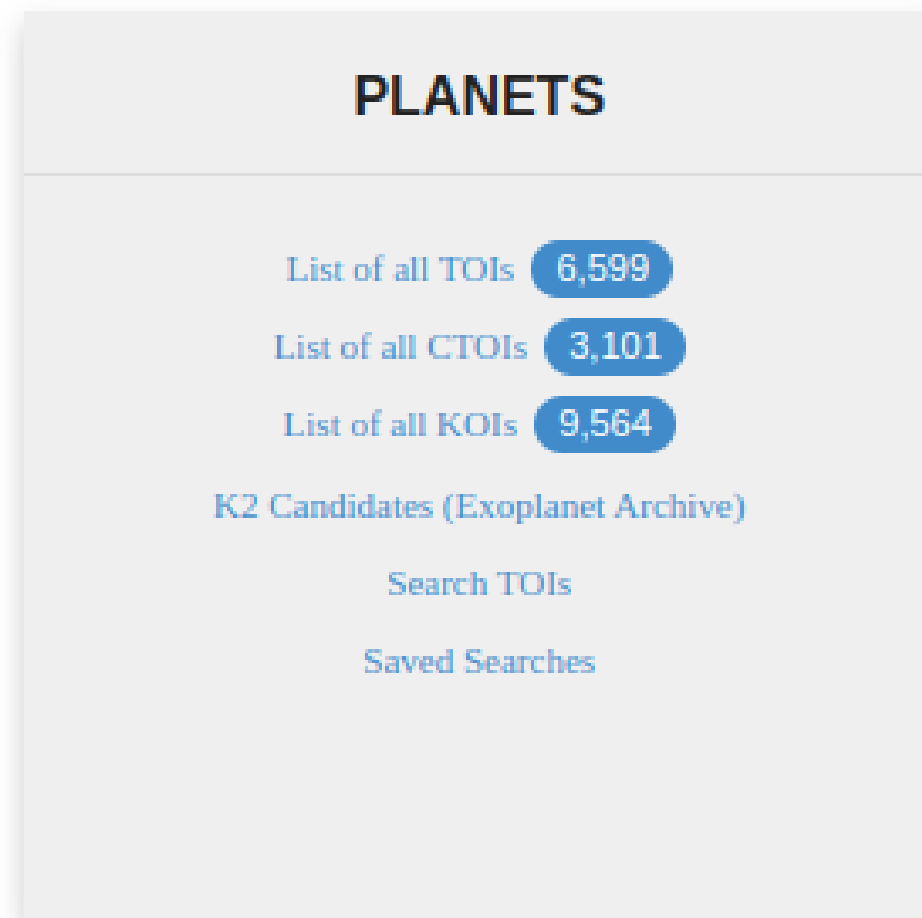 PLANETS
List of all TOIs 6,599
List of all CTOIs 3,101
List of all KOIs 9,564
K2 Candidates (Exoplanet Archive)
Search TOIs
Saved Searches